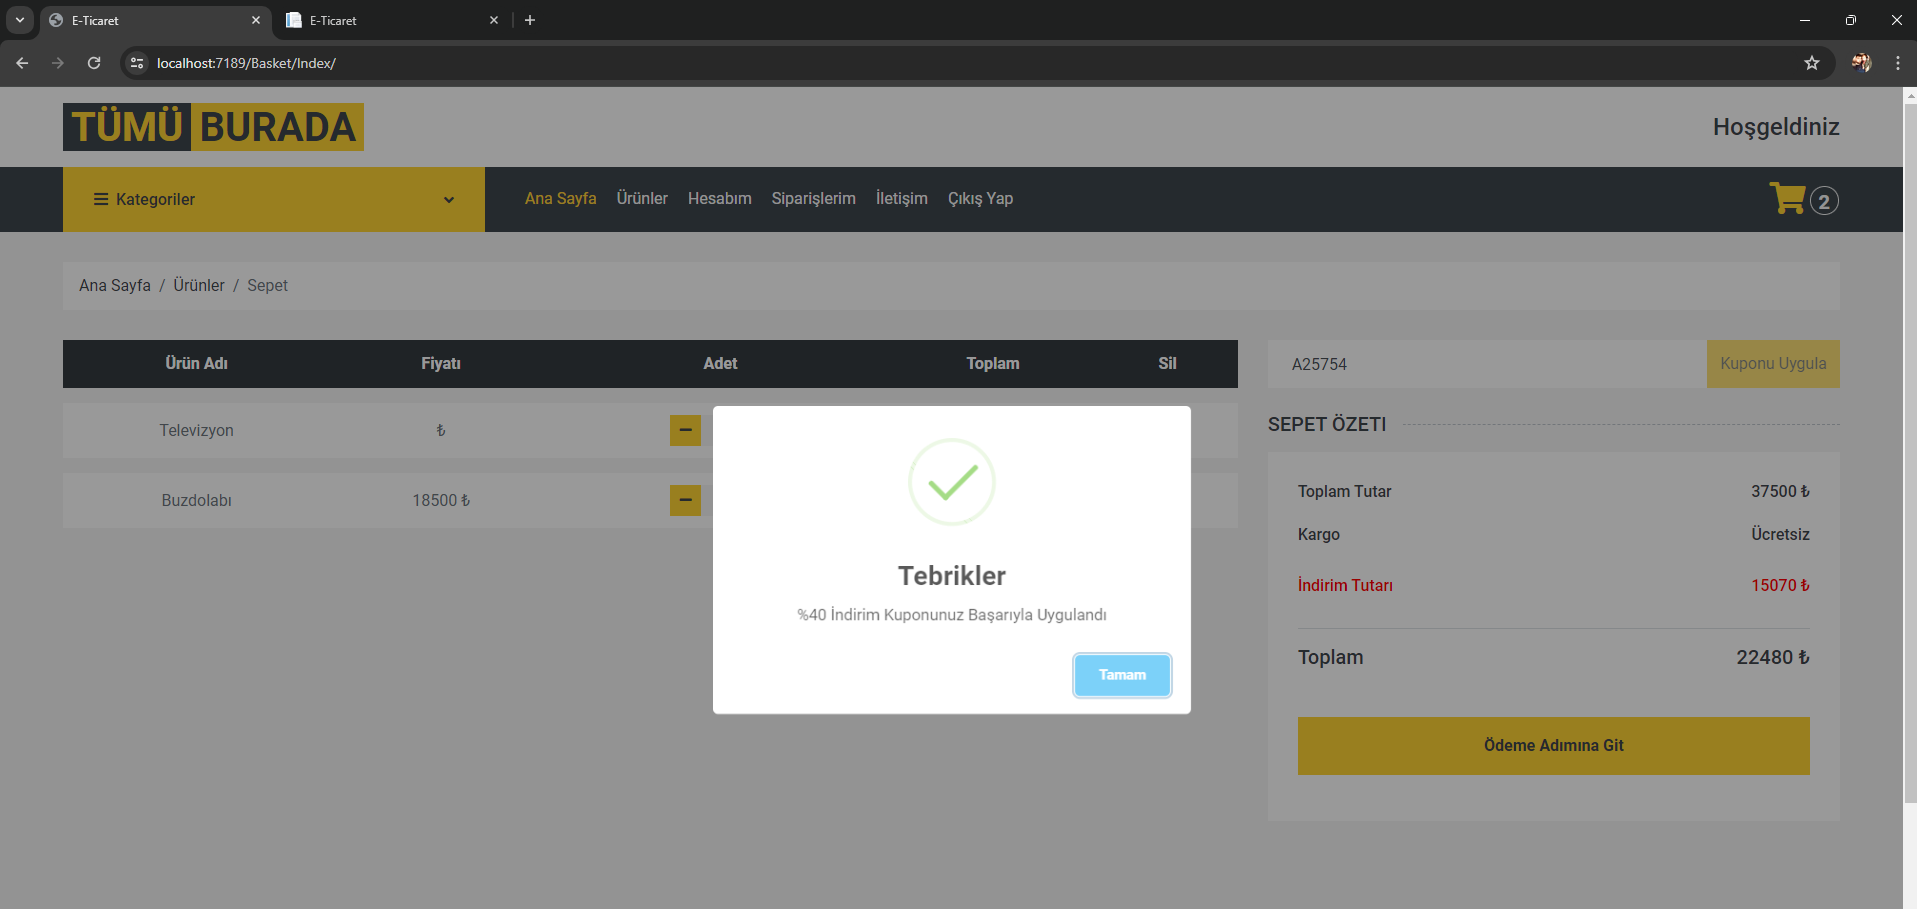 E-Ticaret
E-Ticaret
localhost:7189/Basket/Index/
TÜMÜ BURADA
Hoşgeldiniz
Kategoriler
Ana Sayfa Ürünler Hesabım Siparişlerim İletişim Çıkış Yap
2
Ana Sayfa / Ürünler / Sepet
Ürün Adı Fiyatı Adet Toplam Sil
A25754
Kuponu Uygula
Televizyon ₺
Buzdolabı 18500 ₺
Tebrikler
%40 İndirim Kuponunuz Başarıyla Uygulandı
Tamam
SEPET ÖZETI
Toplam Tutar 37500 ₺
Kargo Ücretsiz
İndirim Tutarı 15070 ₺
Toplam 22480 ₺
Ödeme Adımına Git